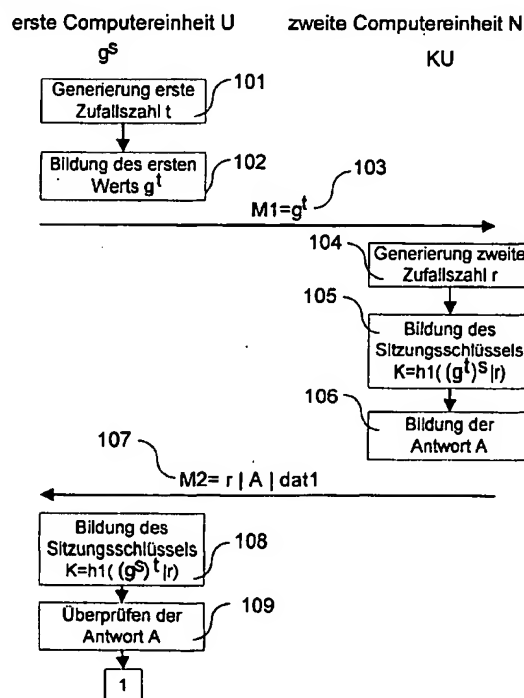 erste Computereinheit U
zweite Computereinheit N
g^s
KU
Generierung erste
Zufallszahl t
101
Bildung des ersten
Werts g^t
102
M1=g^t
103
104
Generierung zweite
Zufallszahl r
105
Bildung des
Sitzungsschlüssels
K=h1( (g^t)^s |r)
106
Bildung der
Antwort A
107
M2= r | A | dat1
Bildung des
Sitzungsschlüssels
K=h1( (g^s)^t |r)
108
Überprüfen der
Antwort A
109
1